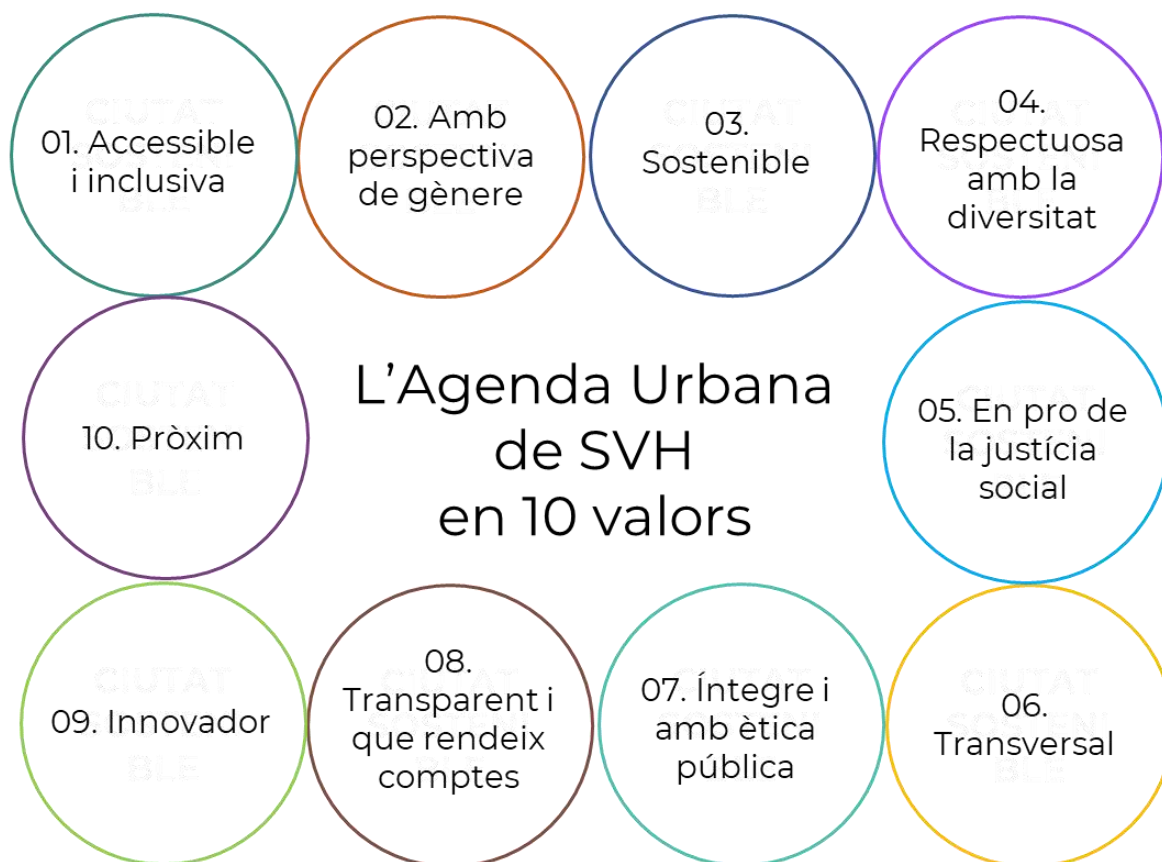 01. Accessible
i inclusiva
02. Amb
perspectiva
de gènere
03.
Sostenible
04.
Respectuosa
amb la
diversitat
10. Pròxim
L’Agenda Urbana
de SVH
en 10 valors
05. En pro de
la justícia
social
09. Innovador
08.
Transparent i
que rendeix
comptes
07. Íntegre i
amb ètica
pública
06.
Transversal